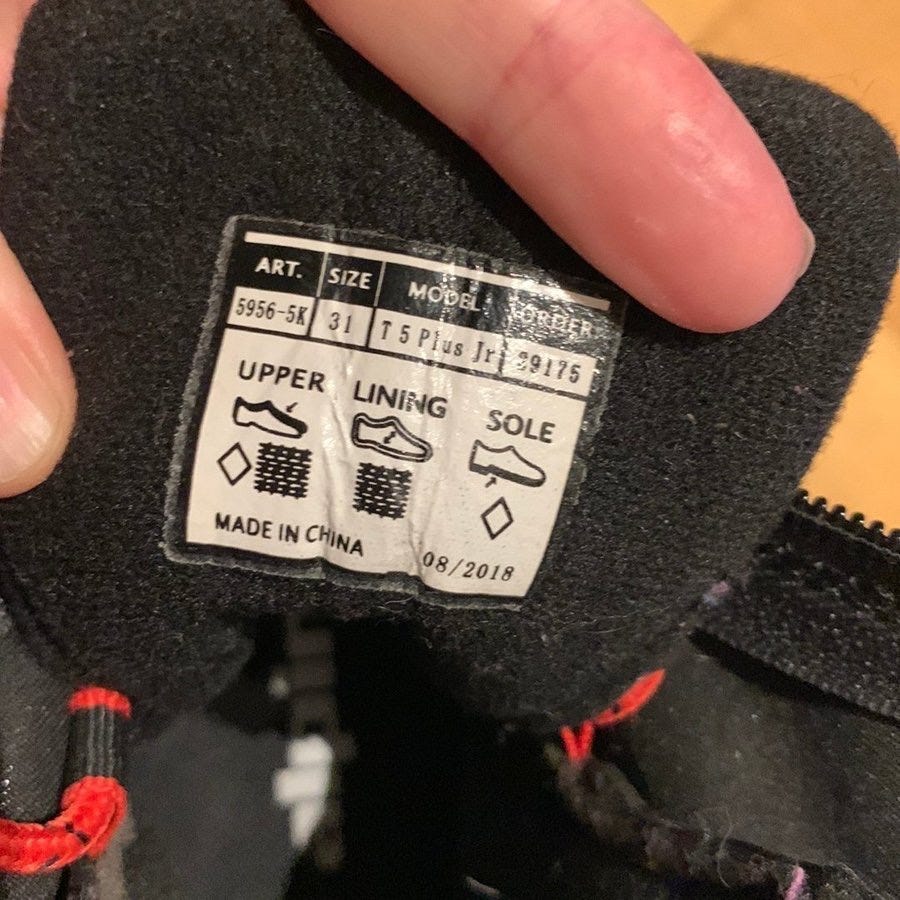 ART. SIZE MODEL ORDER
5956-5K 31 T 5 Plus Jr 29175
UPPER LINING SOLE
MADE IN CHINA 08/2018